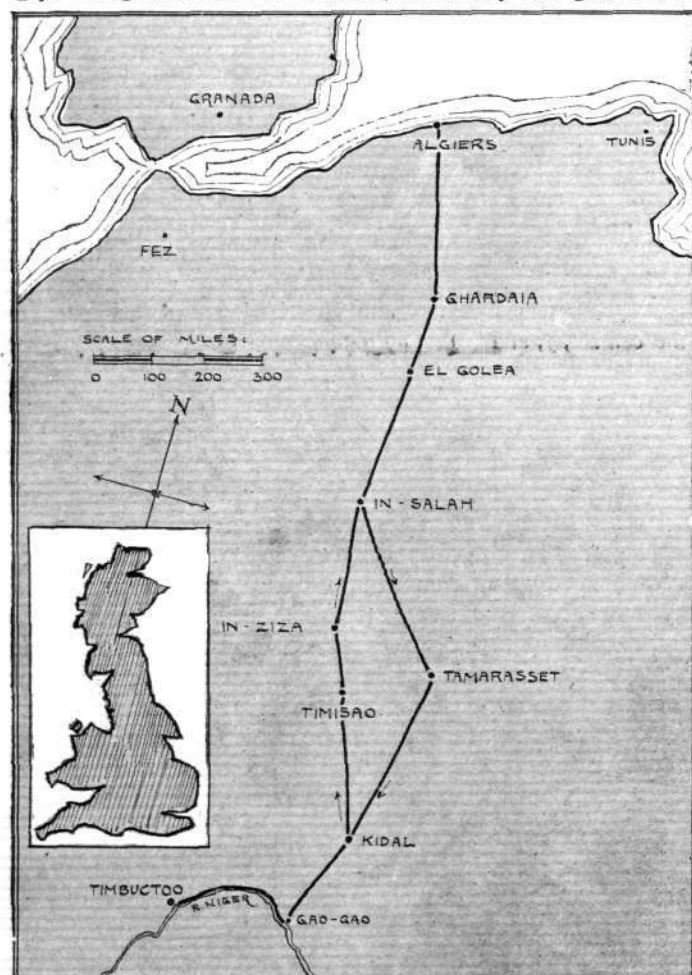 GRANADA
ALGIERS
TUNIS
FEZ
GHARDAIA
SCALE OF MILES:
0 100 200 300
EL GOLEA
N
IN-SALAH
IN-ZIZA
TAMARASSET
TIMISAO
KIDAL
TIMBUCTOO
R. NIGER
GAO-GAO